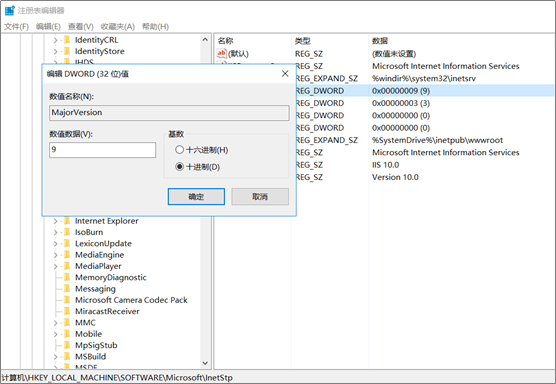 注册表编辑器
文件(F) 编辑(E) 查看(V) 收藏夹(A) 帮助(H)
IdentityCRL
IdentityStore
IHDS
名称 类型 数据
(默认) REG_SZ (数值未设置)
REG_SZ Microsoft Internet Information Services
REG_EXPAND_SZ %windir%\system32\inetsrv
REG_DWORD 0x00000009 (9)
REG_DWORD 0x00000003 (3)
REG_DWORD 0x00000000 (0)
REG_DWORD 0x00000000 (0)
REG_EXPAND_SZ %SystemDrive%\inetpub\wwwroot
REG_SZ Microsoft Internet Information Services
REG_SZ IIS 10.0
REG_SZ Version 10.0
编辑 DWORD (32 位)值
数值名称(N):
MajorVersion
数值数据(V):
9
基数
十六进制(H)
十进制(D)
确定 取消
Internet Explorer
IsoBurn
LexiconUpdate
MediaEngine
MediaPlayer
MemoryDiagnostic
Messaging
Microsoft Camera Codec Pack
MiracastReceiver
MMC
Mobile
MpSigStub
MSBuild
MSDE
计算机\HKEY_LOCAL_MACHINE\SOFTWARE\Microsoft\InetStp